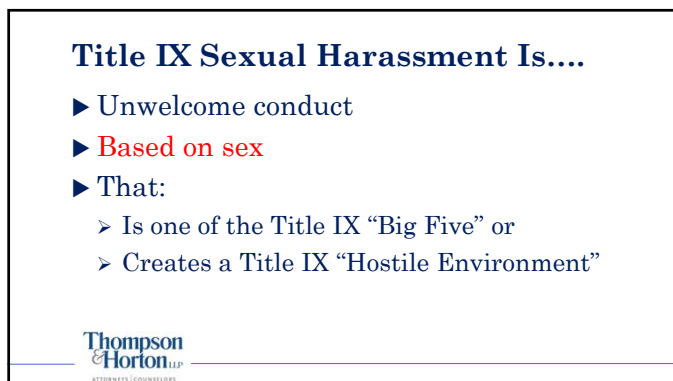 Title IX Sexual Harassment Is….
▶ Unwelcome conduct
▶ Based on sex
▶ That:
➢ Is one of the Title IX “Big Five” or
➢ Creates a Title IX “Hostile Environment”
Thompson
& Horton LLP
ATTORNEYS | COUNSELORS